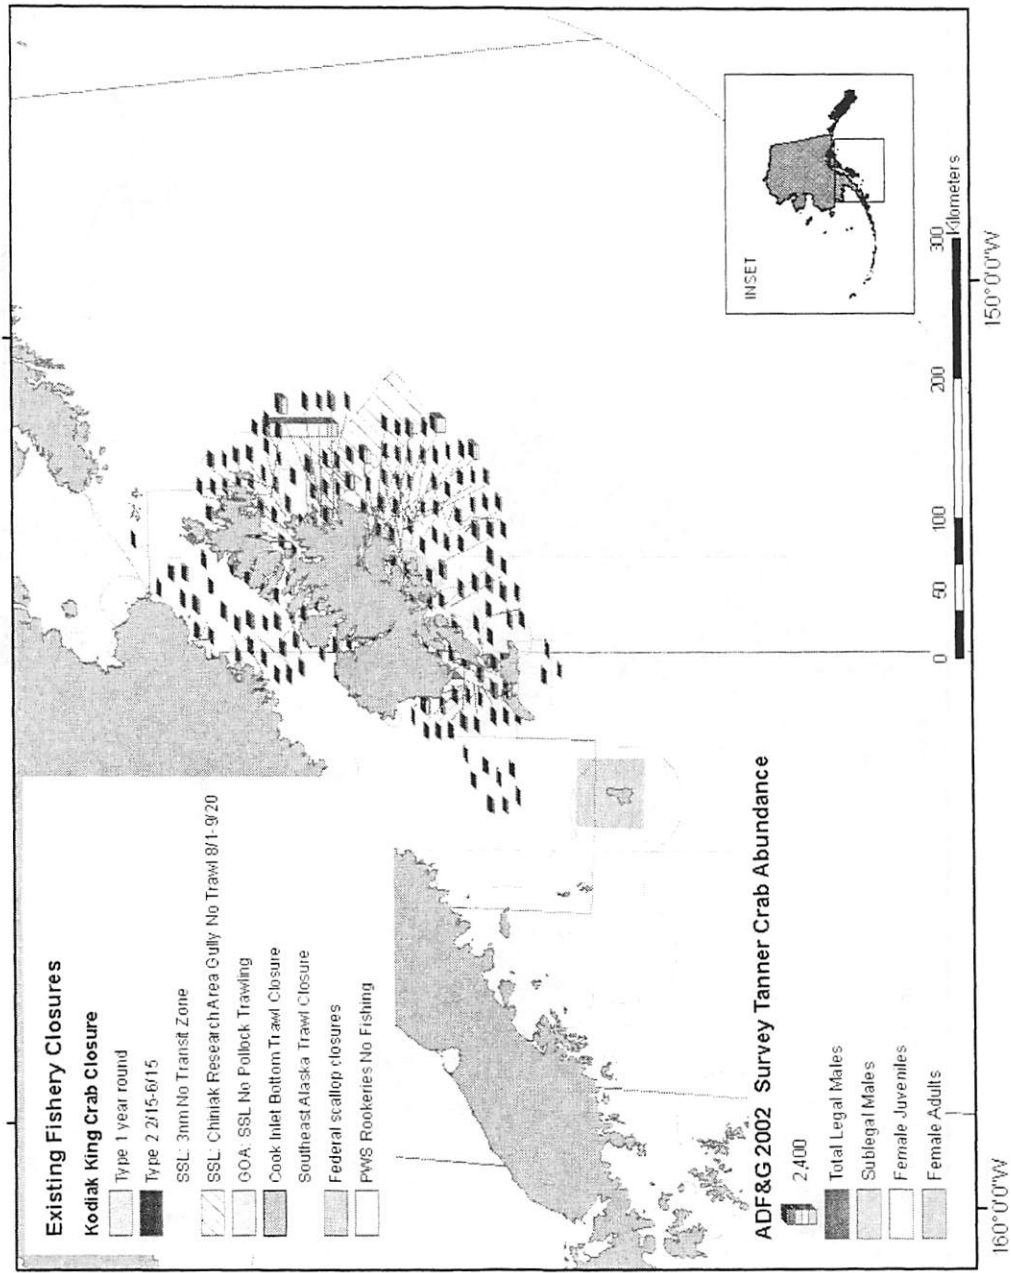 Existing Fishery Closures
Kodiak King Crab Closure
Type 1 year round
Type 2 2/15-6/15
SSL: 3nm No Transit Zone
SSL: Chiniak Research Area Gully No Trawl 8/1-9/20
GOA: SSL No Pollock Trawling
Cook Inlet Bottom Trawl Closure
Southeast Alaska Trawl Closure
Federal scallop closures
PWS Rookeries No Fishing
ADF&G 2002 Survey Tanner Crab Abundance
2,400
Total Legal Males
Sublegal Males
Female Juveniles
Female Adults
INSET
0 50 100 200 300
Kilometers
160°0'0"W 150°0'0"W